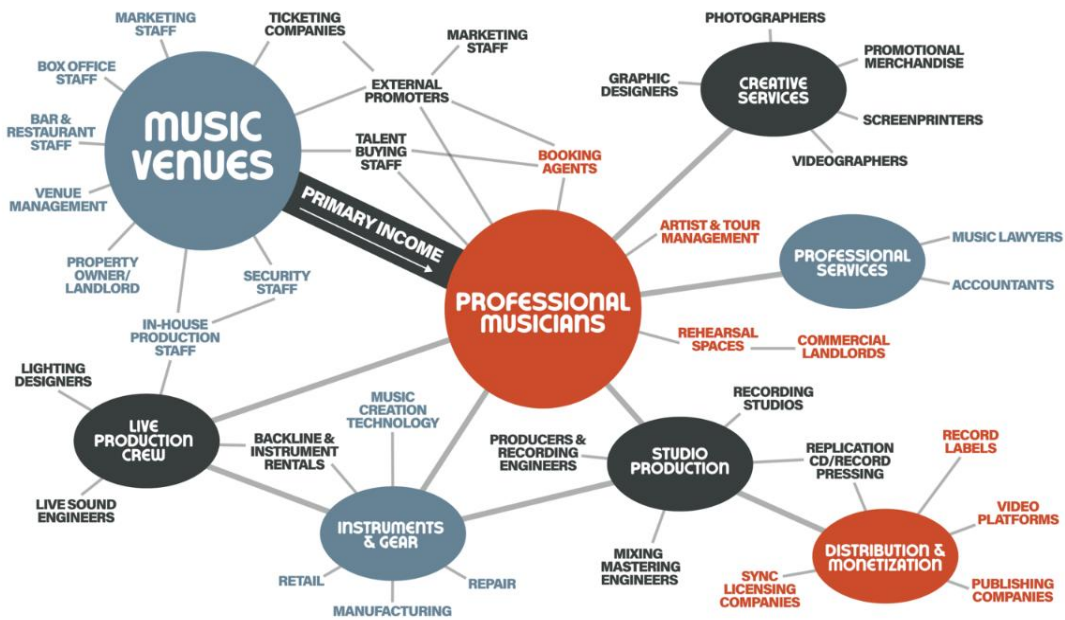 MARKETING
STAFF
TICKETING
COMPANIES
MARKETING
STAFF
PHOTOGRAPHERS
BOX OFFICE
STAFF
EXTERNAL
PROMOTERS
GRAPHIC
DESIGNERS
CREATIVE
SERVICES
PROMOTIONAL
MERCHANDISE
MUSIC
VENUES
BAR &
RESTAURANT
STAFF
TALENT
BUYING
STAFF
BOOKING
AGENTS
SCREENPRINTERS
VIDEOGRAPHERS
VENUE
MANAGEMENT
PRIMARY INCOME
ARTIST & TOUR
MANAGEMENT
PROPERTY
OWNER/
LANDLORD
SECURITY
STAFF
PROFESSIONAL
SERVICES
MUSIC LAWYERS
ACCOUNTANTS
PROFESSIONAL
MUSICIANS
IN-HOUSE
PRODUCTION
STAFF
REHEARSAL
SPACES
COMMERCIAL
LANDLORDS
LIGHTING
DESIGNERS
LIVE
PRODUCTION
CREW
MUSIC
CREATION
TECHNOLOGY
RECORDING
STUDIOS
BACKLINE &
INSTRUMENT
RENTALS
PRODUCERS &
RECORDING
ENGINEERS
STUDIO
PRODUCTION
REPLICATION
CD/RECORD
PRESSING
RECORD
LABELS
LIVE SOUND
ENGINEERS
INSTRUMENTS
& GEAR
VIDEO
PLATFORMS
MIXING
MASTERING
ENGINEERS
DISTRIBUTION &
MONETIZATION
RETAIL
REPAIR
MANUFACTURING
SYNC
LICENSING
COMPANIES
PUBLISHING
COMPANIES